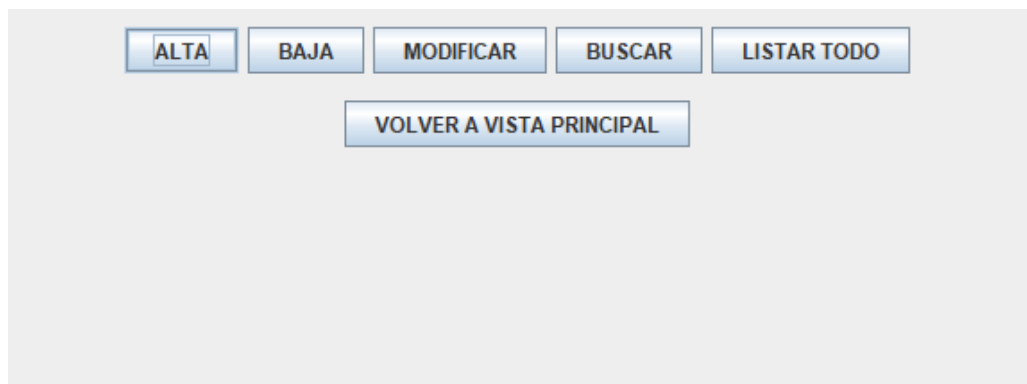 ALTA BAJA MODIFICAR BUSCAR LISTAR TODO
VOLVER A VISTA PRINCIPAL